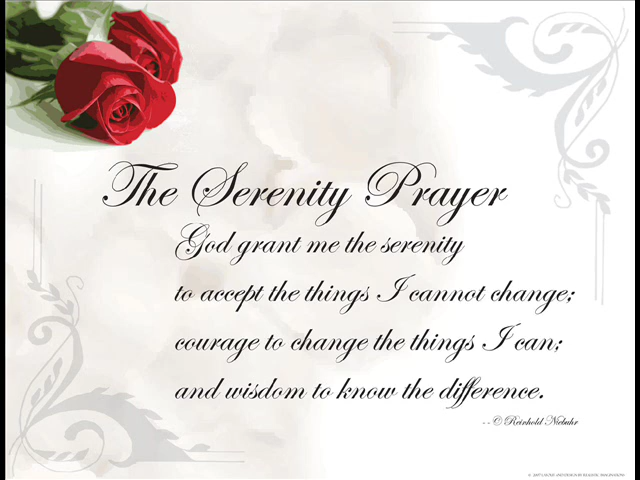 The Serenity Prayer
God grant me the serenity
to accept the things I cannot change;
courage to change the things I can;
and wisdom to know the difference.
--© Reinhold Niebuhr